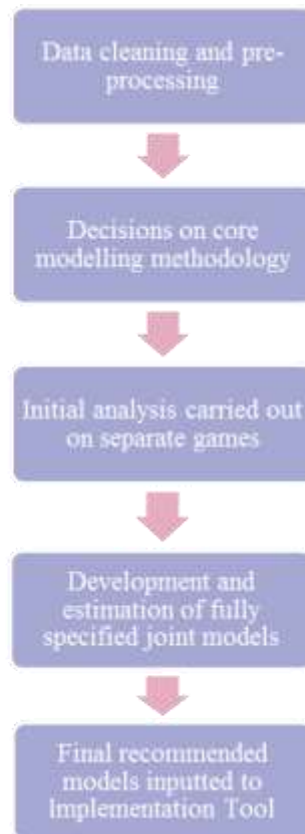 Data cleaning and pre-
processing
Decisions on core
modelling methodology
Initial analysis carried out
on separate games
Development and
estimation of fully
specified joint models
Final recommended
models inputted to
Implementation Tool